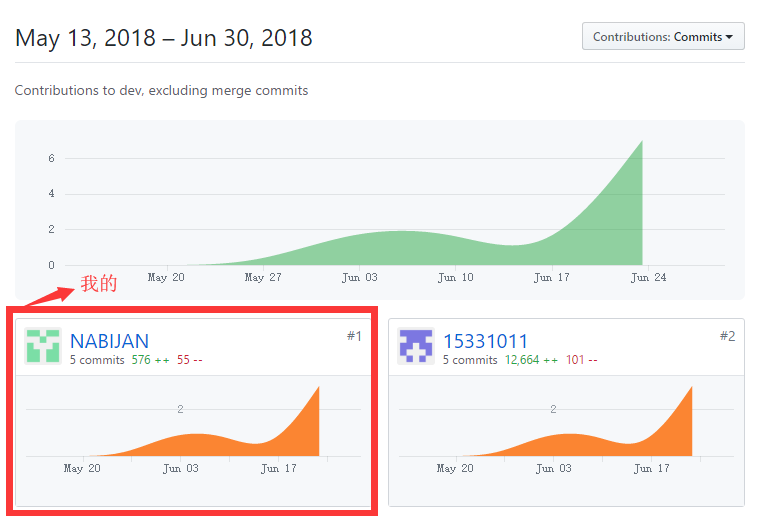 May 13, 2018 – Jun 30, 2018
Contributions: Commits
Contributions to dev, excluding merge commits
6
4
2
0
May 20 May 27 Jun 03 Jun 10 Jun 17 Jun 24
我的
NABIJAN #1
5 commits 576 ++ 55 --
2
May 20 Jun 03 Jun 17
15331011 #2
5 commits 12,664 ++ 101 --
2
May 20 Jun 03 Jun 17